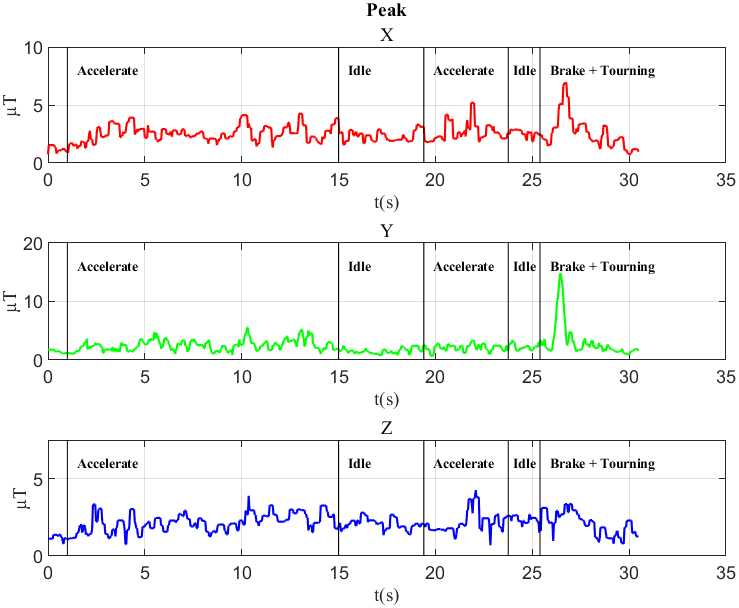 Peak
X
10
5
0
μT
Accelerate
Idle
Accelerate
Idle
Brake + Tourning
0 5 10 15 20 25 30 35
t(s)
Y
20
10
0
μT
Accelerate
Idle
Accelerate
Idle
Brake + Tourning
0 5 10 15 20 25 30 35
t(s)
Z
5
0
μT
Accelerate
Idle
Accelerate
Idle
Brake + Tourning
0 5 10 15 20 25 30 35
t(s)